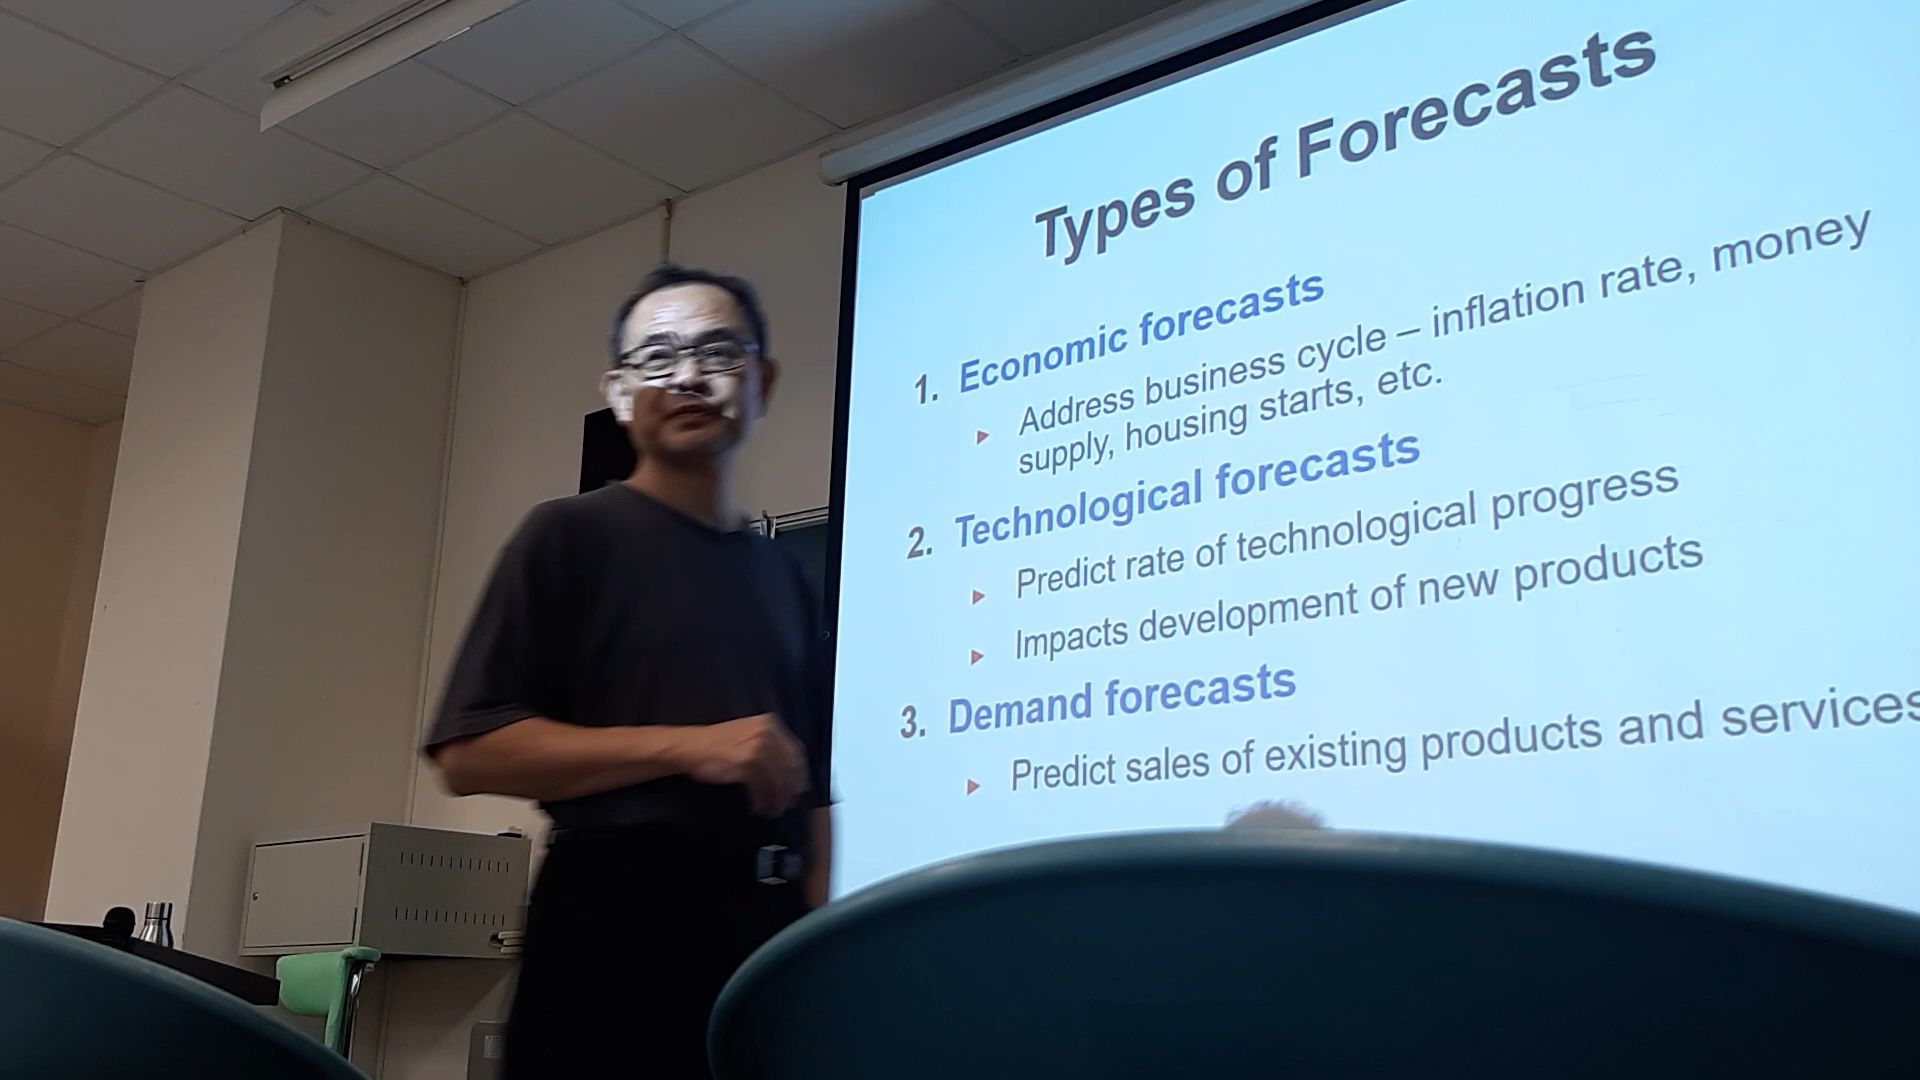 Types of Forecasts
1. Economic forecasts
Address business cycle – inflation rate, money
supply, housing starts, etc.
2. Technological forecasts
Predict rate of technological progress
Impacts development of new products
3. Demand forecasts
Predict sales of existing products and services